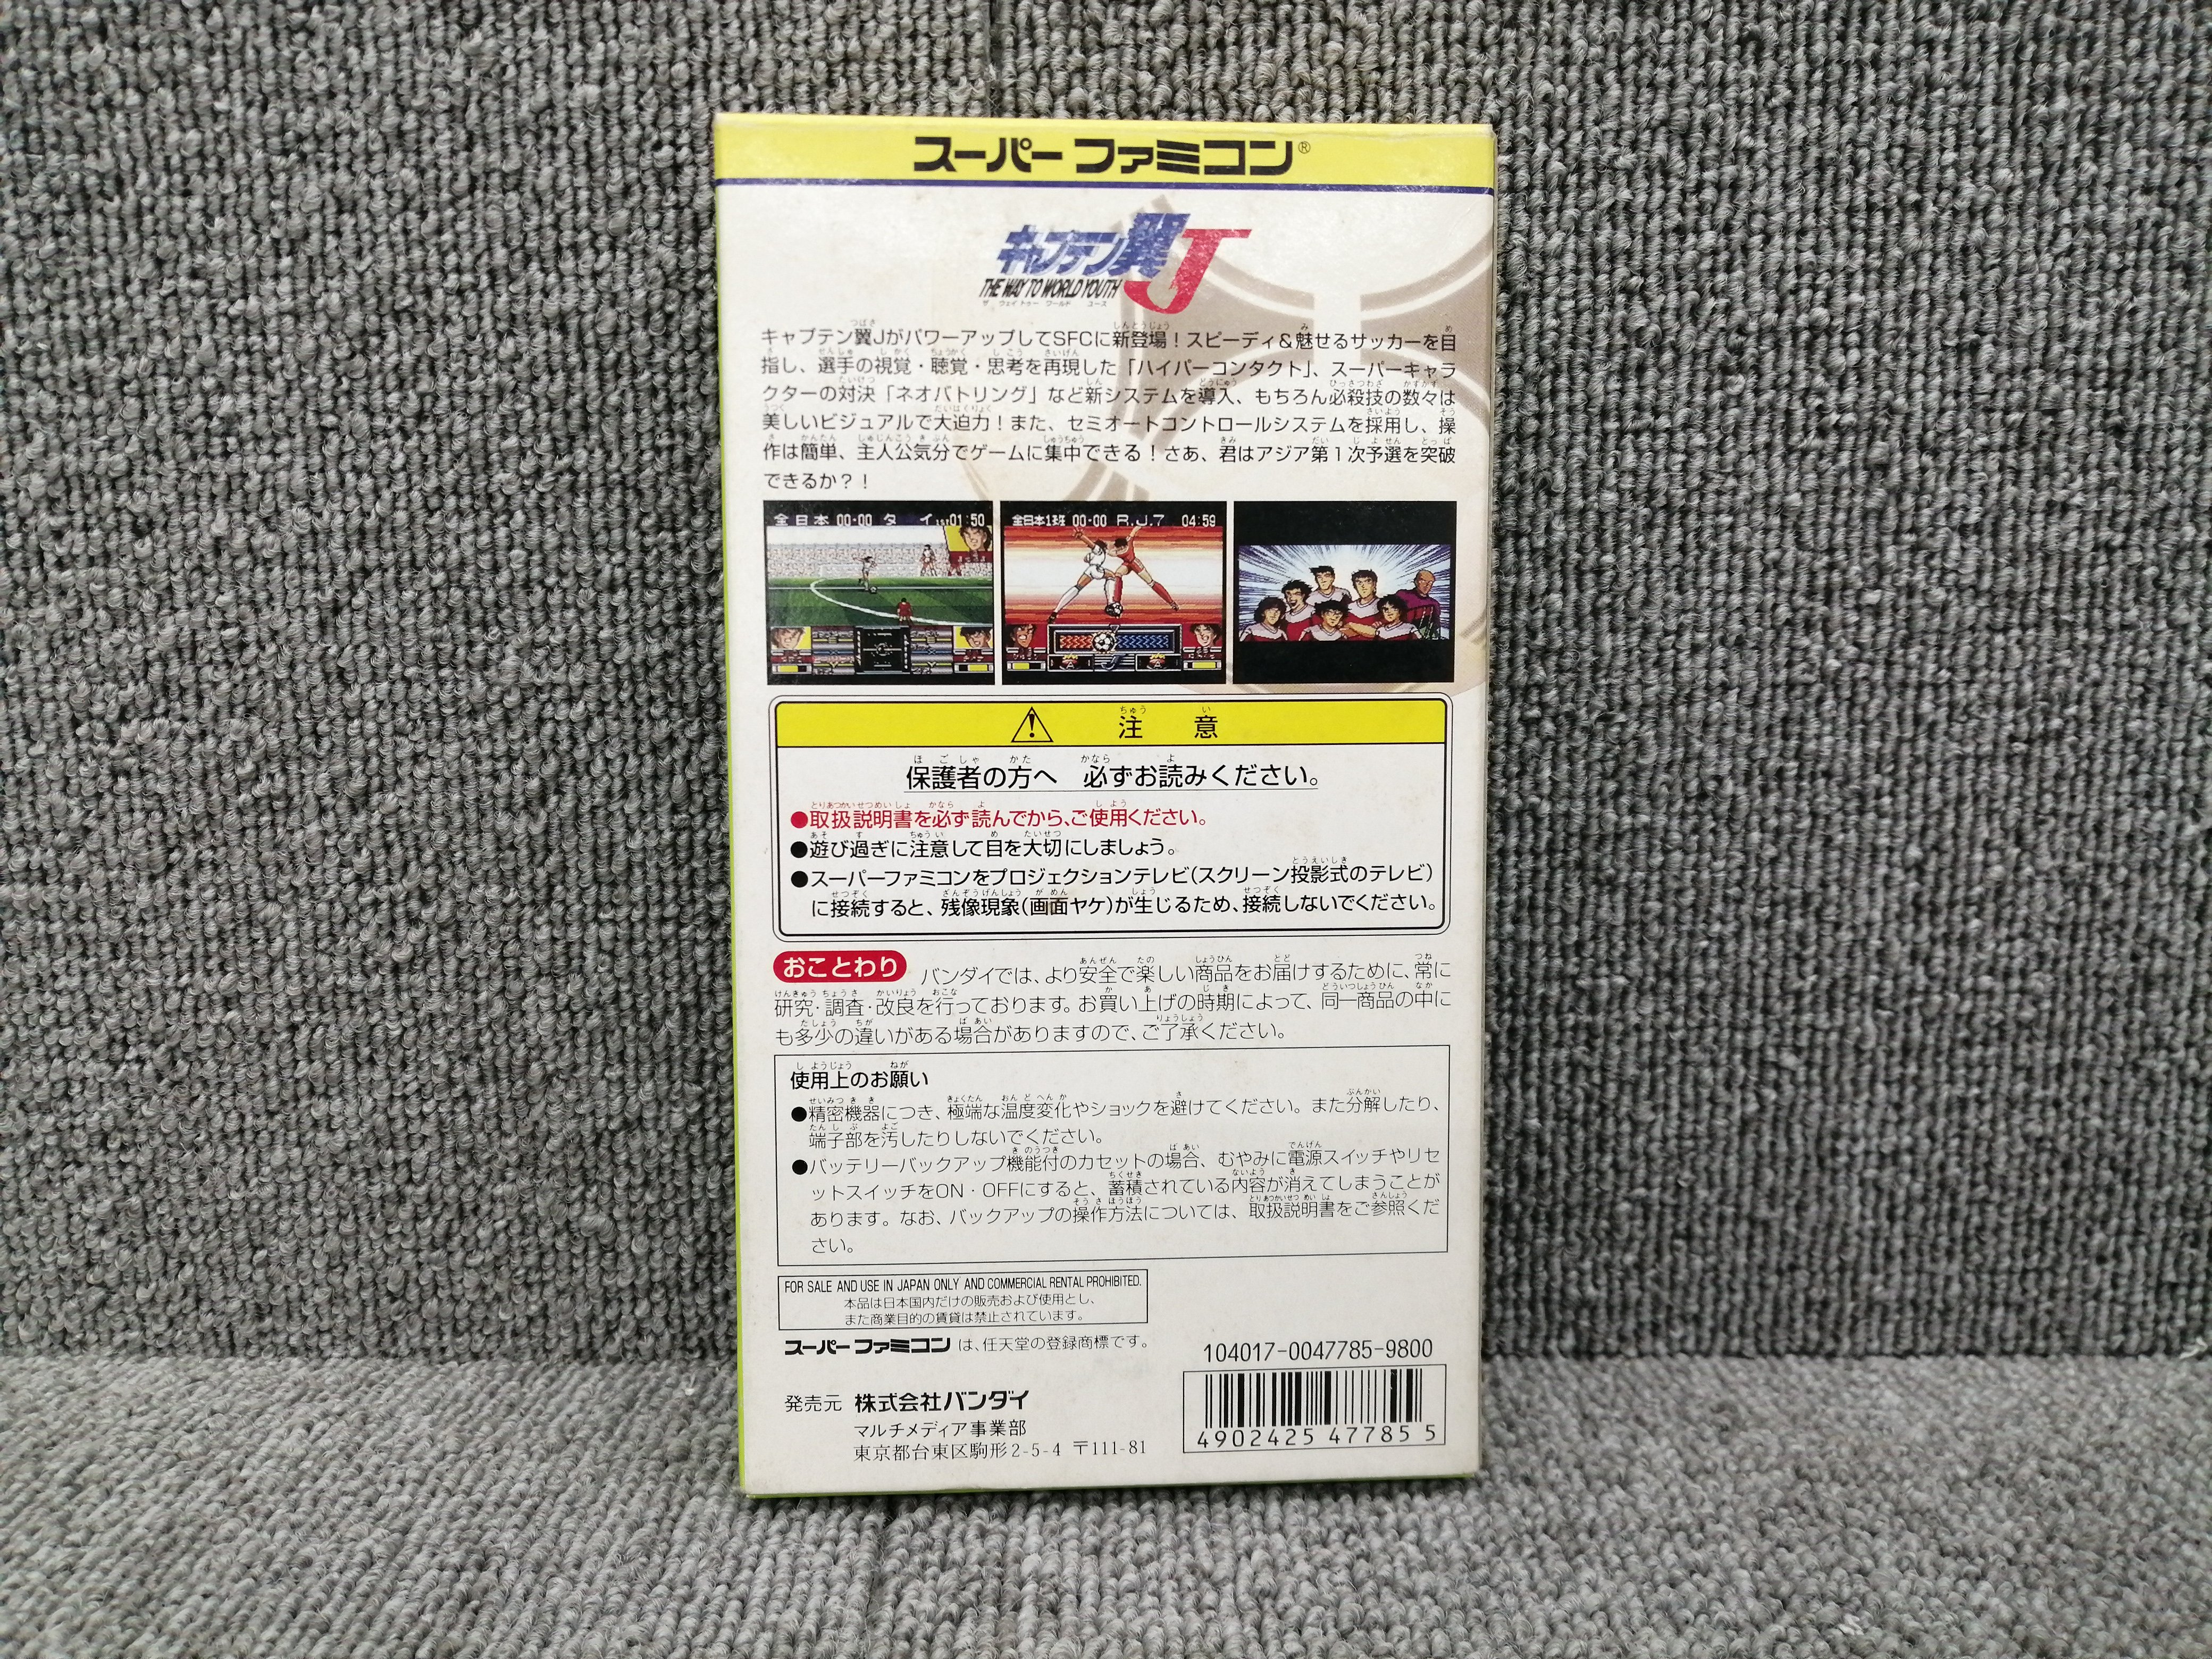 スーパーファミコン®
キャプテン翼J
THE WAY TO WORLD YOUTH
ザ ウェイ トゥー ワールド ユース
キャプテン翼JがパワーアップしてSFCに新登場！スピーディ＆魅せるサッカーを目
指し、選手の視覚・聴覚・思考を再現した「ハイパーコンタクト」、スーパーキャラ
クターの対決「ネオバトリング」など新システムを導入、もちろん必殺技の数々は
美しいビジュアルで大迫力！また、セミオートコントロールシステムを採用し、操
作は簡単、主人公気分でゲームに集中できる！さあ、君はアジア第1次予選を突破
できるか？！
全日本 00-00 タ イ 1st01:50
全日本1班 00-00 R.J.7 04:59
注 意
保護者の方へ 必ずお読みください。
●取扱説明書を必ず読んでから、ご使用ください。
●遊び過ぎに注意して目を大切にしましょう。
●スーパーファミコンをプロジェクションテレビ(スクリーン投影式のテレビ)
に接続すると、残像現象(画面ヤケ)が生じるため、接続しないでください。
おことわり バンダイでは、より安全で楽しい商品をお届けするために、常に
研究・調査・改良を行っております。お買い上げの時期によって、同一商品の中に
も多少の違いがある場合がありますので、ご了承ください。
使用上のお願い
●精密機器につき、極端な温度変化やショックを避けてください。また分解したり、
端子部を汚したりしないでください。
●バッテリーバックアップ機能付のカセットの場合、むやみに電源スイッチやリセ
ットスイッチをON・OFFにすると、蓄積されている内容が消えてしまうことが
あります。なお、バックアップの操作方法については、取扱説明書をご参照くだ
さい。
FOR SALE AND USE IN JAPAN ONLY AND COMMERCIAL RENTAL PROHIBITED.
本品は日本国内だけの販売および使用とし、
また商業目的の賃貸は禁止されています。
スーパーファミコンは、任天堂の登録商標です。
104017-0047785-9800
発売元 株式会社バンダイ
マルチメディア事業部
東京都台東区駒形2-5-4 〒111-81
4902425 477855